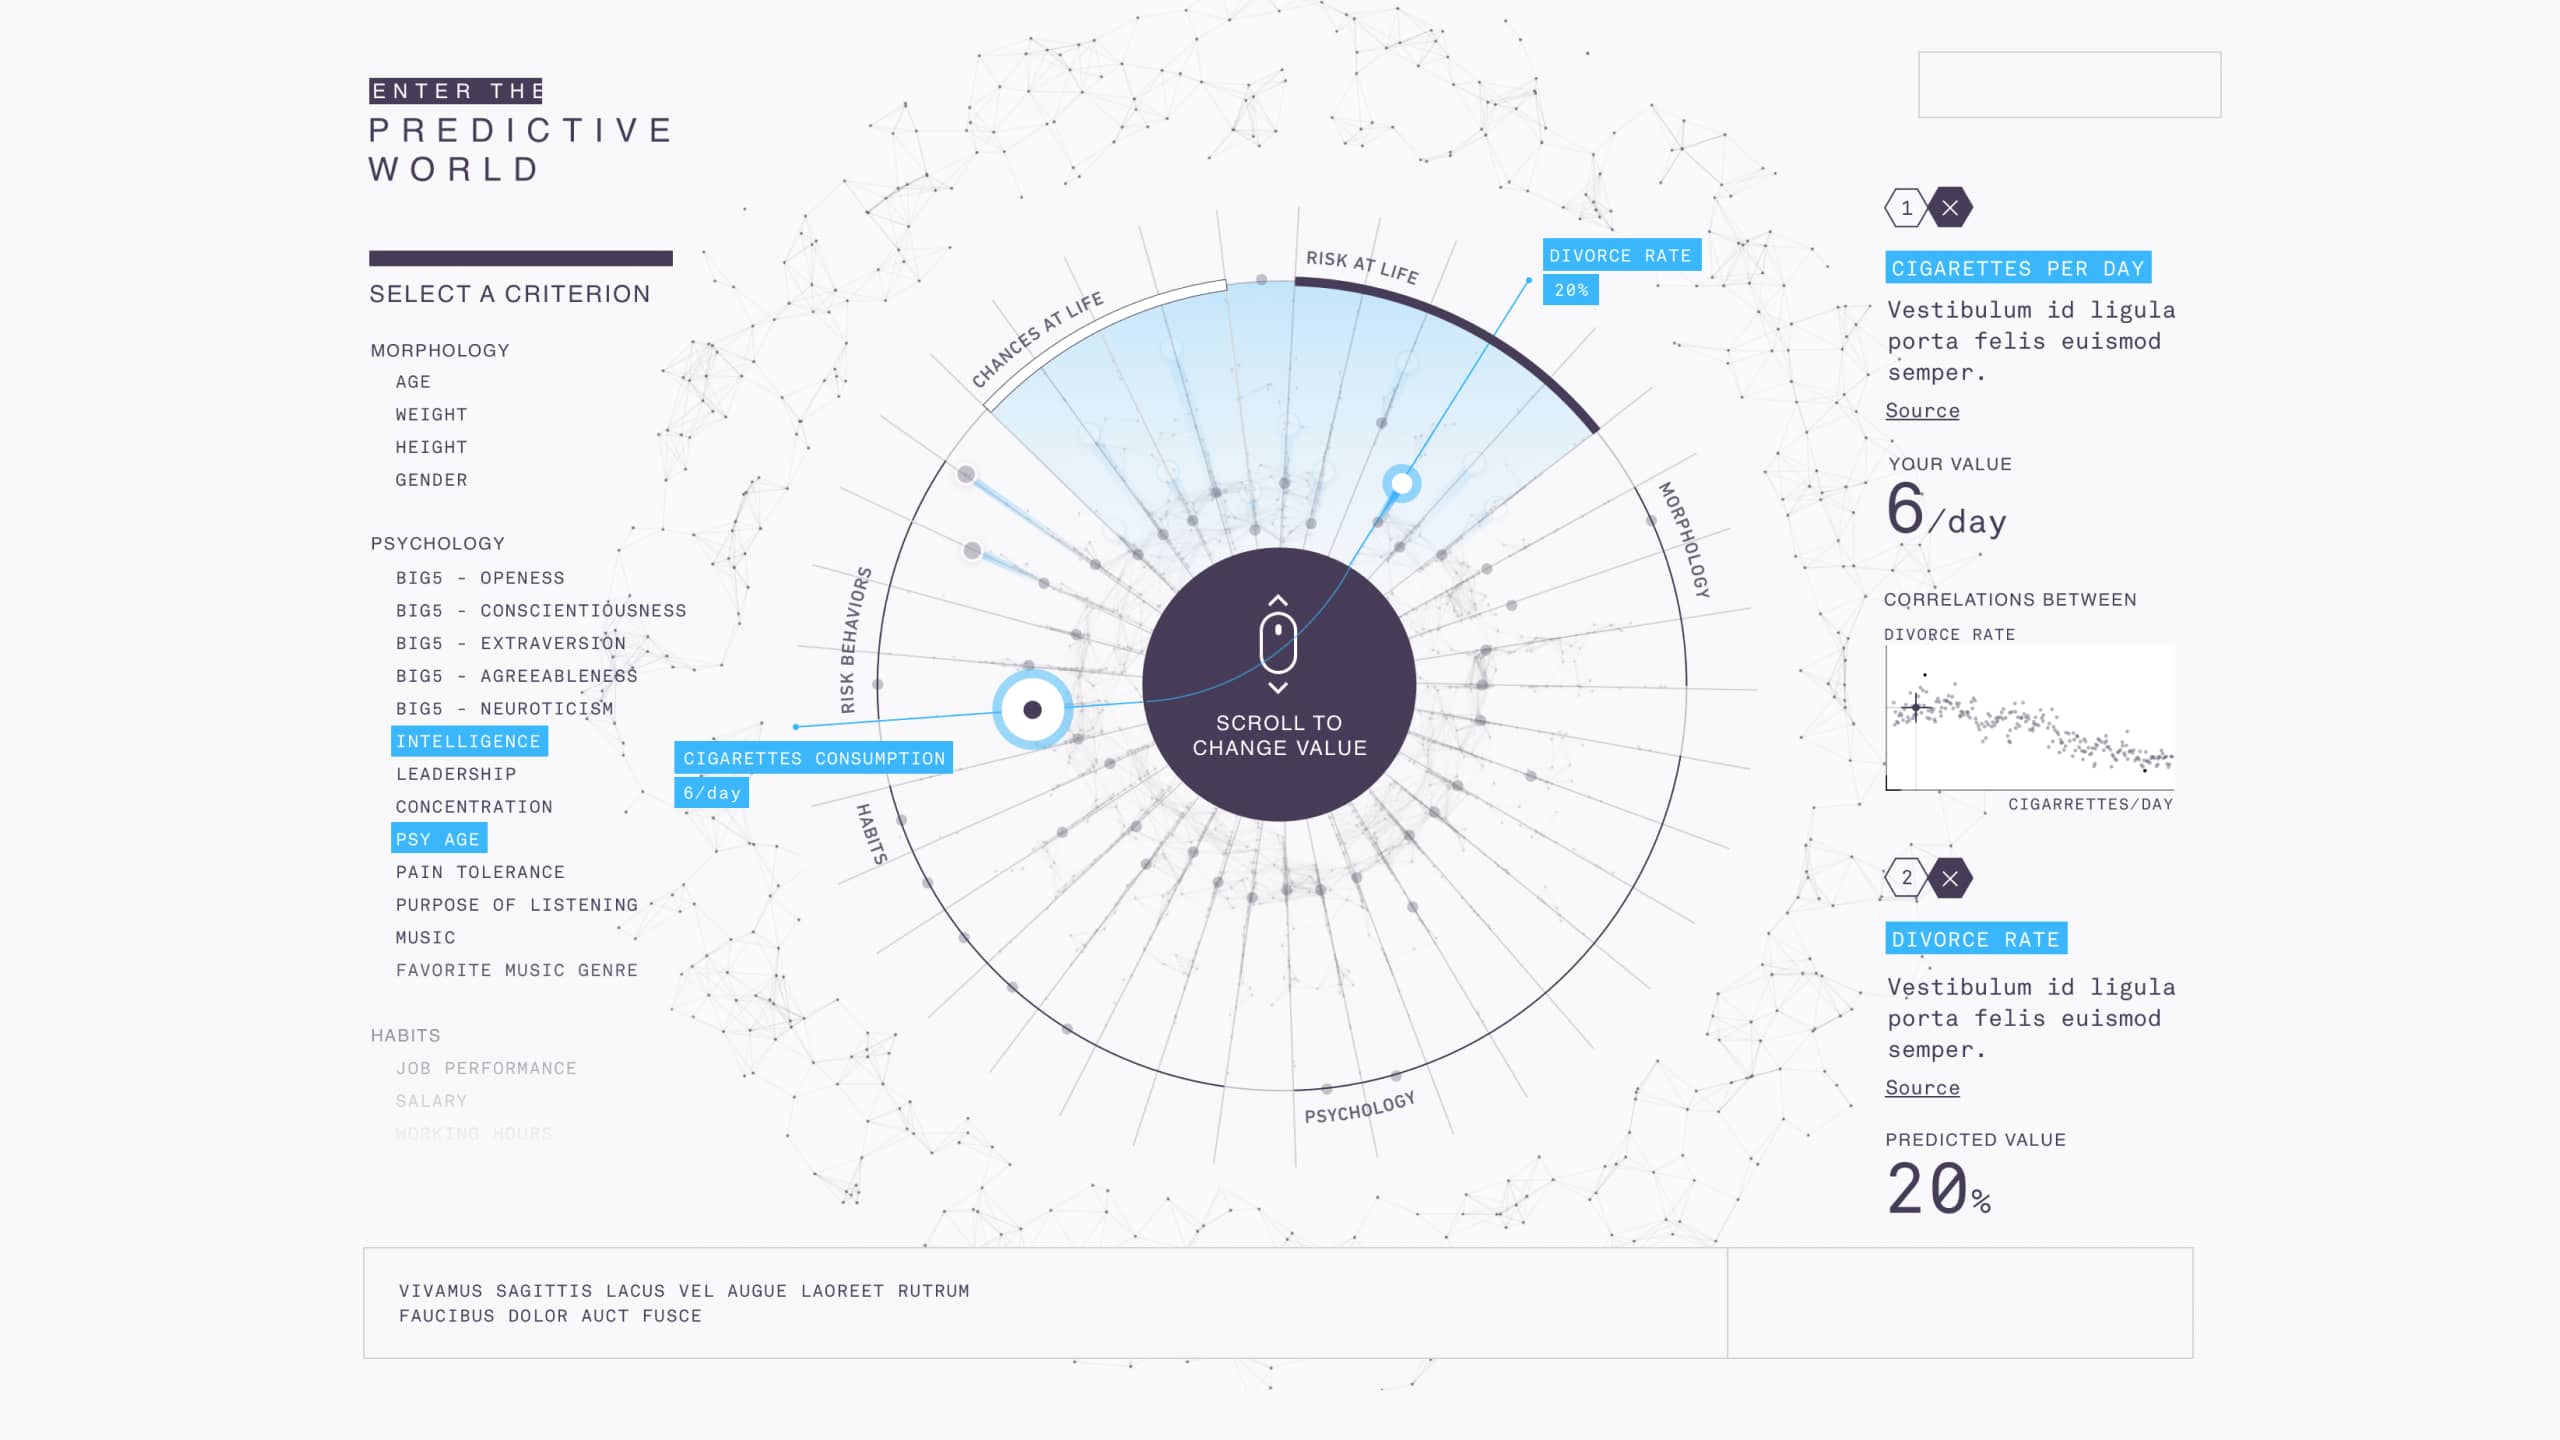 ENTER THE
PREDICTIVE
WORLD
SELECT A CRITERION
MORPHOLOGY
AGE
WEIGHT
HEIGHT
GENDER
PSYCHOLOGY
BIG5 - OPENESS
BIG5 - CONSCIENTIOUSNESS
BIG5 - EXTRAVERSION
BIG5 - AGREEABLENESS
BIG5 - NEUROTICISM
INTELLIGENCE
LEADERSHIP
CONCENTRATION
PSY AGE
PAIN TOLERANCE
PURPOSE OF LISTENING
MUSIC
FAVORITE MUSIC GENRE
HABITS
JOB PERFORMANCE
SALARY
WORKING HOURS
CHANCES AT LIFE
RISK AT LIFE
MORPHOLOGY
PSYCHOLOGY
HABITS
RISK BEHAVIORS
DIVORCE RATE
20%
CIGARETTES CONSUMPTION
6/day
SCROLL TO
CHANGE VALUE
1
CIGARETTES PER DAY
Vestibulum id ligula
porta felis euismod
semper.
Source
YOUR VALUE
6/day
CORRELATIONS BETWEEN
DIVORCE RATE
CIGARRETTES/DAY
2
DIVORCE RATE
Vestibulum id ligula
porta felis euismod
semper.
Source
PREDICTED VALUE
20%
VIVAMUS SAGITTIS LACUS VEL AUGUE LAOREET RUTRUM
FAUCIBUS DOLOR AUCT FUSCE